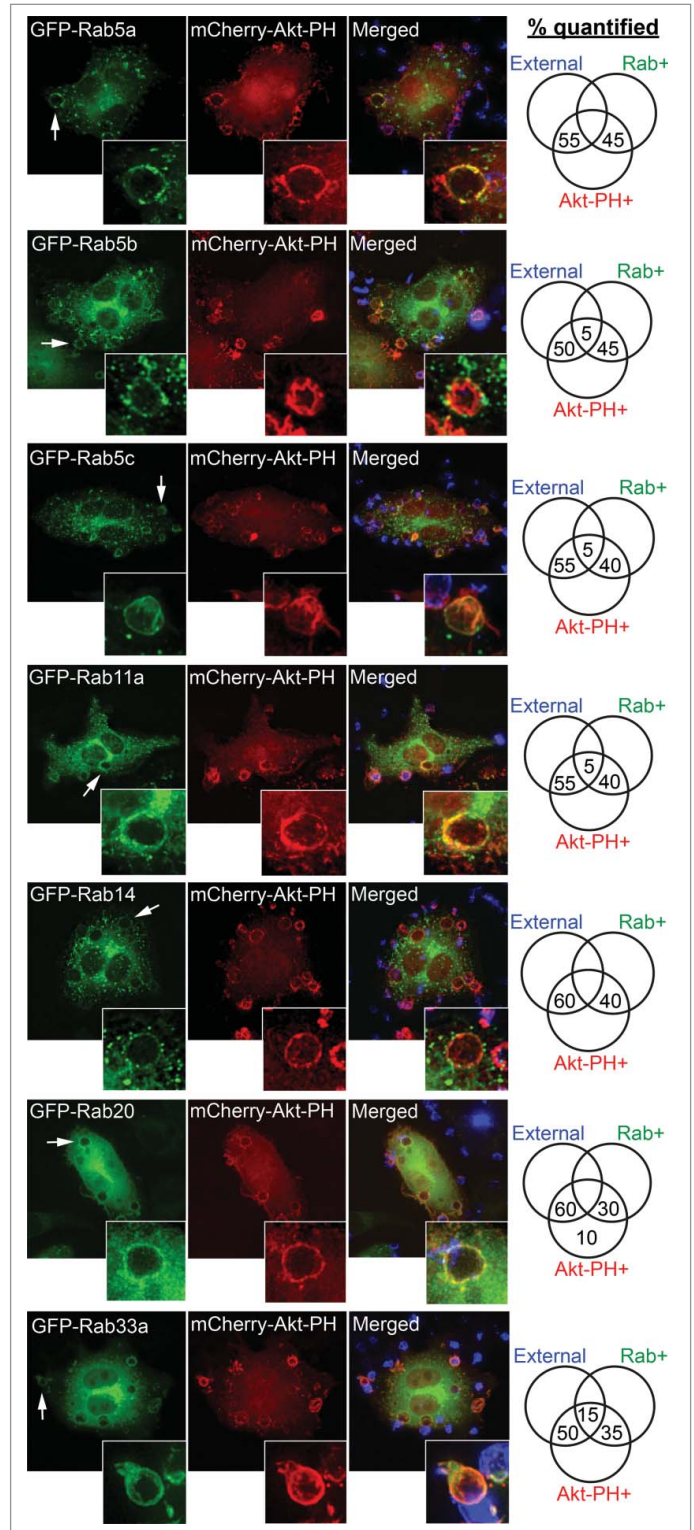 GFP-Rab5a mCherry-Akt-PH Merged % quantified
External Rab+
55 45
Akt-PH+
GFP-Rab5b mCherry-Akt-PH Merged
External Rab+
5
50 45
Akt-PH+
GFP-Rab5c mCherry-Akt-PH Merged
External Rab+
5
55 40
Akt-PH+
GFP-Rab11a mCherry-Akt-PH Merged
External Rab+
5
55 40
Akt-PH+
GFP-Rab14 mCherry-Akt-PH Merged
External Rab+
60 40
Akt-PH+
GFP-Rab20 mCherry-Akt-PH Merged
External Rab+
60 30
10
Akt-PH+
GFP-Rab33a mCherry-Akt-PH Merged
External Rab+
15
50 35
Akt-PH+